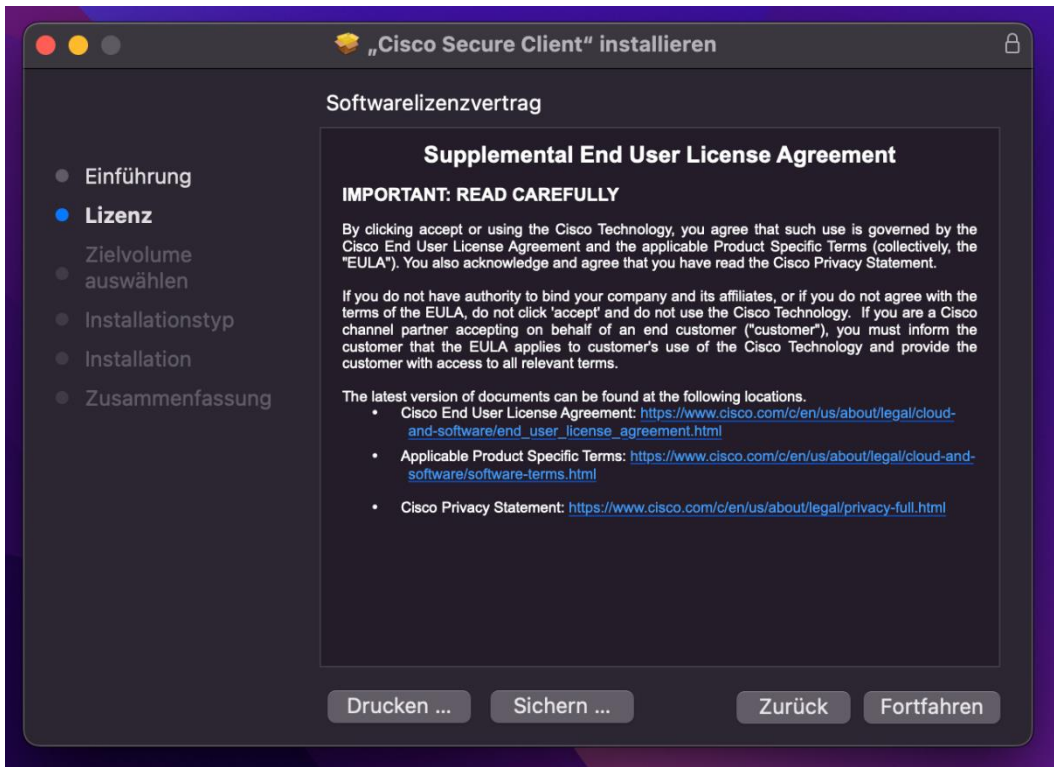 „Cisco Secure Client“ installieren
Softwarelizenzvertrag
Einführung
Lizenz
Zielvolume
auswählen
Installationstyp
Installation
Zusammenfassung
Supplemental End User License Agreement
IMPORTANT: READ CAREFULLY
By clicking accept or using the Cisco Technology, you agree that such use is governed by the
Cisco End User License Agreement and the applicable Product Specific Terms (collectively, the
"EULA"). You also acknowledge and agree that you have read the Cisco Privacy Statement.
If you do not have authority to bind your company and its affiliates, or if you do not agree with the
terms of the EULA, do not click 'accept' and do not use the Cisco Technology. If you are a Cisco
channel partner accepting on behalf of an end customer ("customer"), you must inform the
customer that the EULA applies to customer's use of the Cisco Technology and provide the
customer with access to all relevant terms.
The latest version of documents can be found at the following locations.
• Cisco End User License Agreement: https://www.cisco.com/c/en/us/about/legal/cloud-
and-software/end_user_license_agreement.html
• Applicable Product Specific Terms: https://www.cisco.com/c/en/us/about/legal/cloud-and-
software/software-terms.html
• Cisco Privacy Statement: https://www.cisco.com/c/en/us/about/legal/privacy-full.html
Drucken ... Sichern ... Zurück Fortfahren